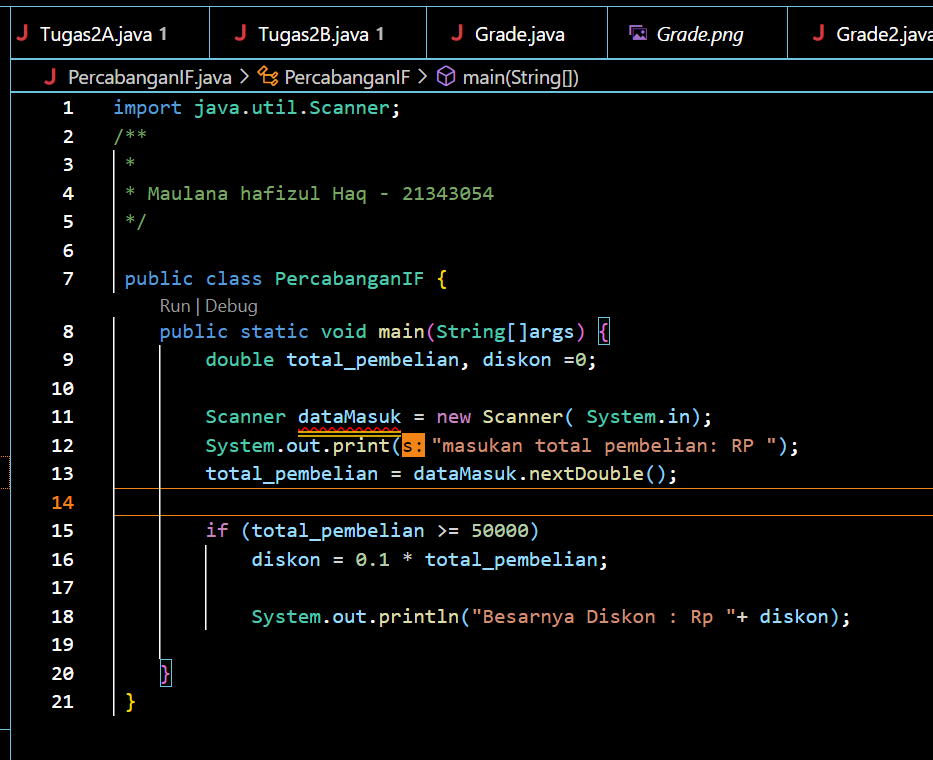 Tugas2A.java 1 Tugas2B.java 1 Grade.java Grade.png Grade2.java
PercabanganIF.java > PercabanganIF > main(String[])
1 import java.util.Scanner;
2 /**
3 *
4 * Maulana hafizul Haq - 21343054
5 */
6
7 public class PercabanganIF {
Run | Debug
8 public static void main(String[]args) {
9 double total_pembelian, diskon =0;
10
11 Scanner dataMasuk = new Scanner( System.in);
12 System.out.print(s: "masukan total pembelian: RP ");
13 total_pembelian = dataMasuk.nextDouble();
14
15 if (total_pembelian >= 50000)
16 diskon = 0.1 * total_pembelian;
17
18 System.out.println("Besarnya Diskon : Rp "+ diskon);
19
20 }
21 }